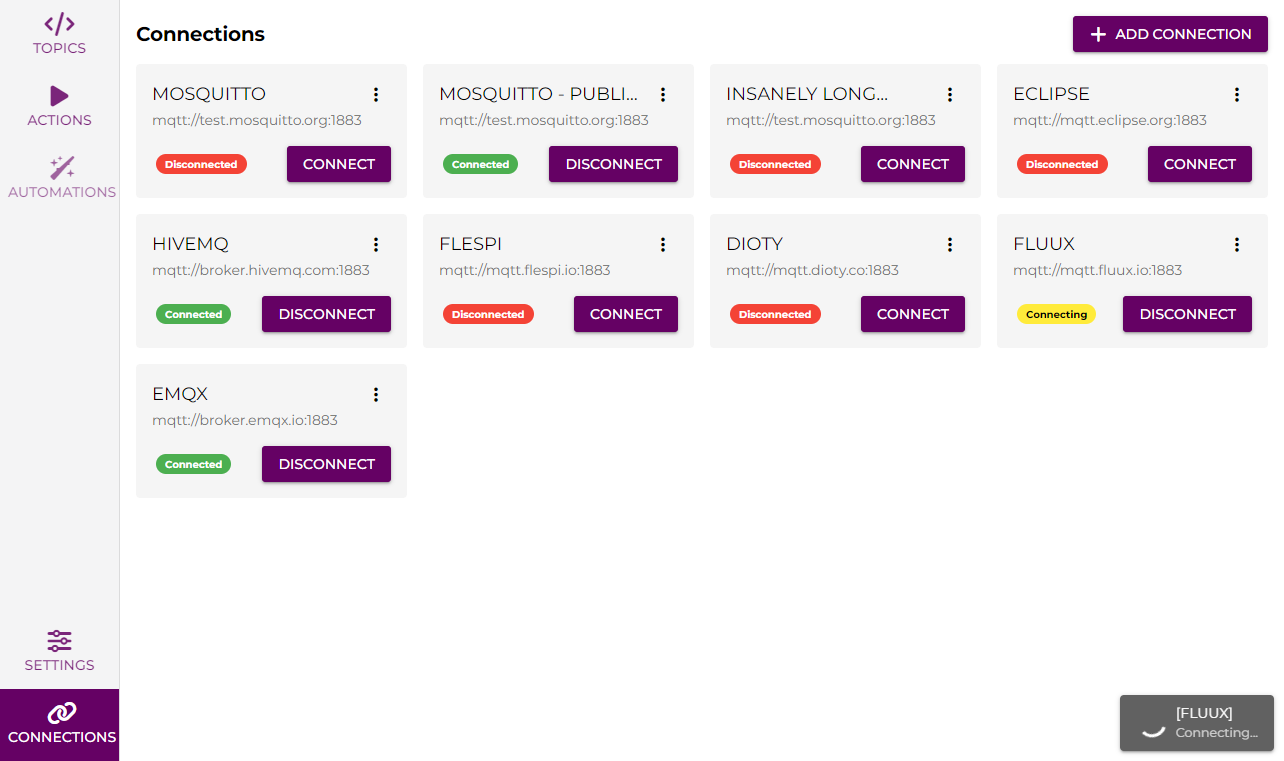 TOPICS
ACTIONS
AUTOMATIONS
SETTINGS
CONNECTIONS
Connections
ADD CONNECTION
MOSQUITTO
mqtt://test.mosquitto.org:1883
Disconnected
CONNECT
MOSQUITTO - PUBLI...
mqtt://test.mosquitto.org:1883
Connected
DISCONNECT
INSANELY LONG...
mqtt://test.mosquitto.org:1883
Disconnected
CONNECT
ECLIPSE
mqtt://mqtt.eclipse.org:1883
Disconnected
CONNECT
HIVEMQ
mqtt://broker.hivemq.com:1883
Connected
DISCONNECT
FLESPI
mqtt://mqtt.flespi.io:1883
Disconnected
CONNECT
DIOTY
mqtt://mqtt.dioty.co:1883
Disconnected
CONNECT
FLUUX
mqtt://mqtt.fluux.io:1883
Connecting
DISCONNECT
EMQX
mqtt://broker.emqx.io:1883
Connected
DISCONNECT
[FLUUX]
Connecting...